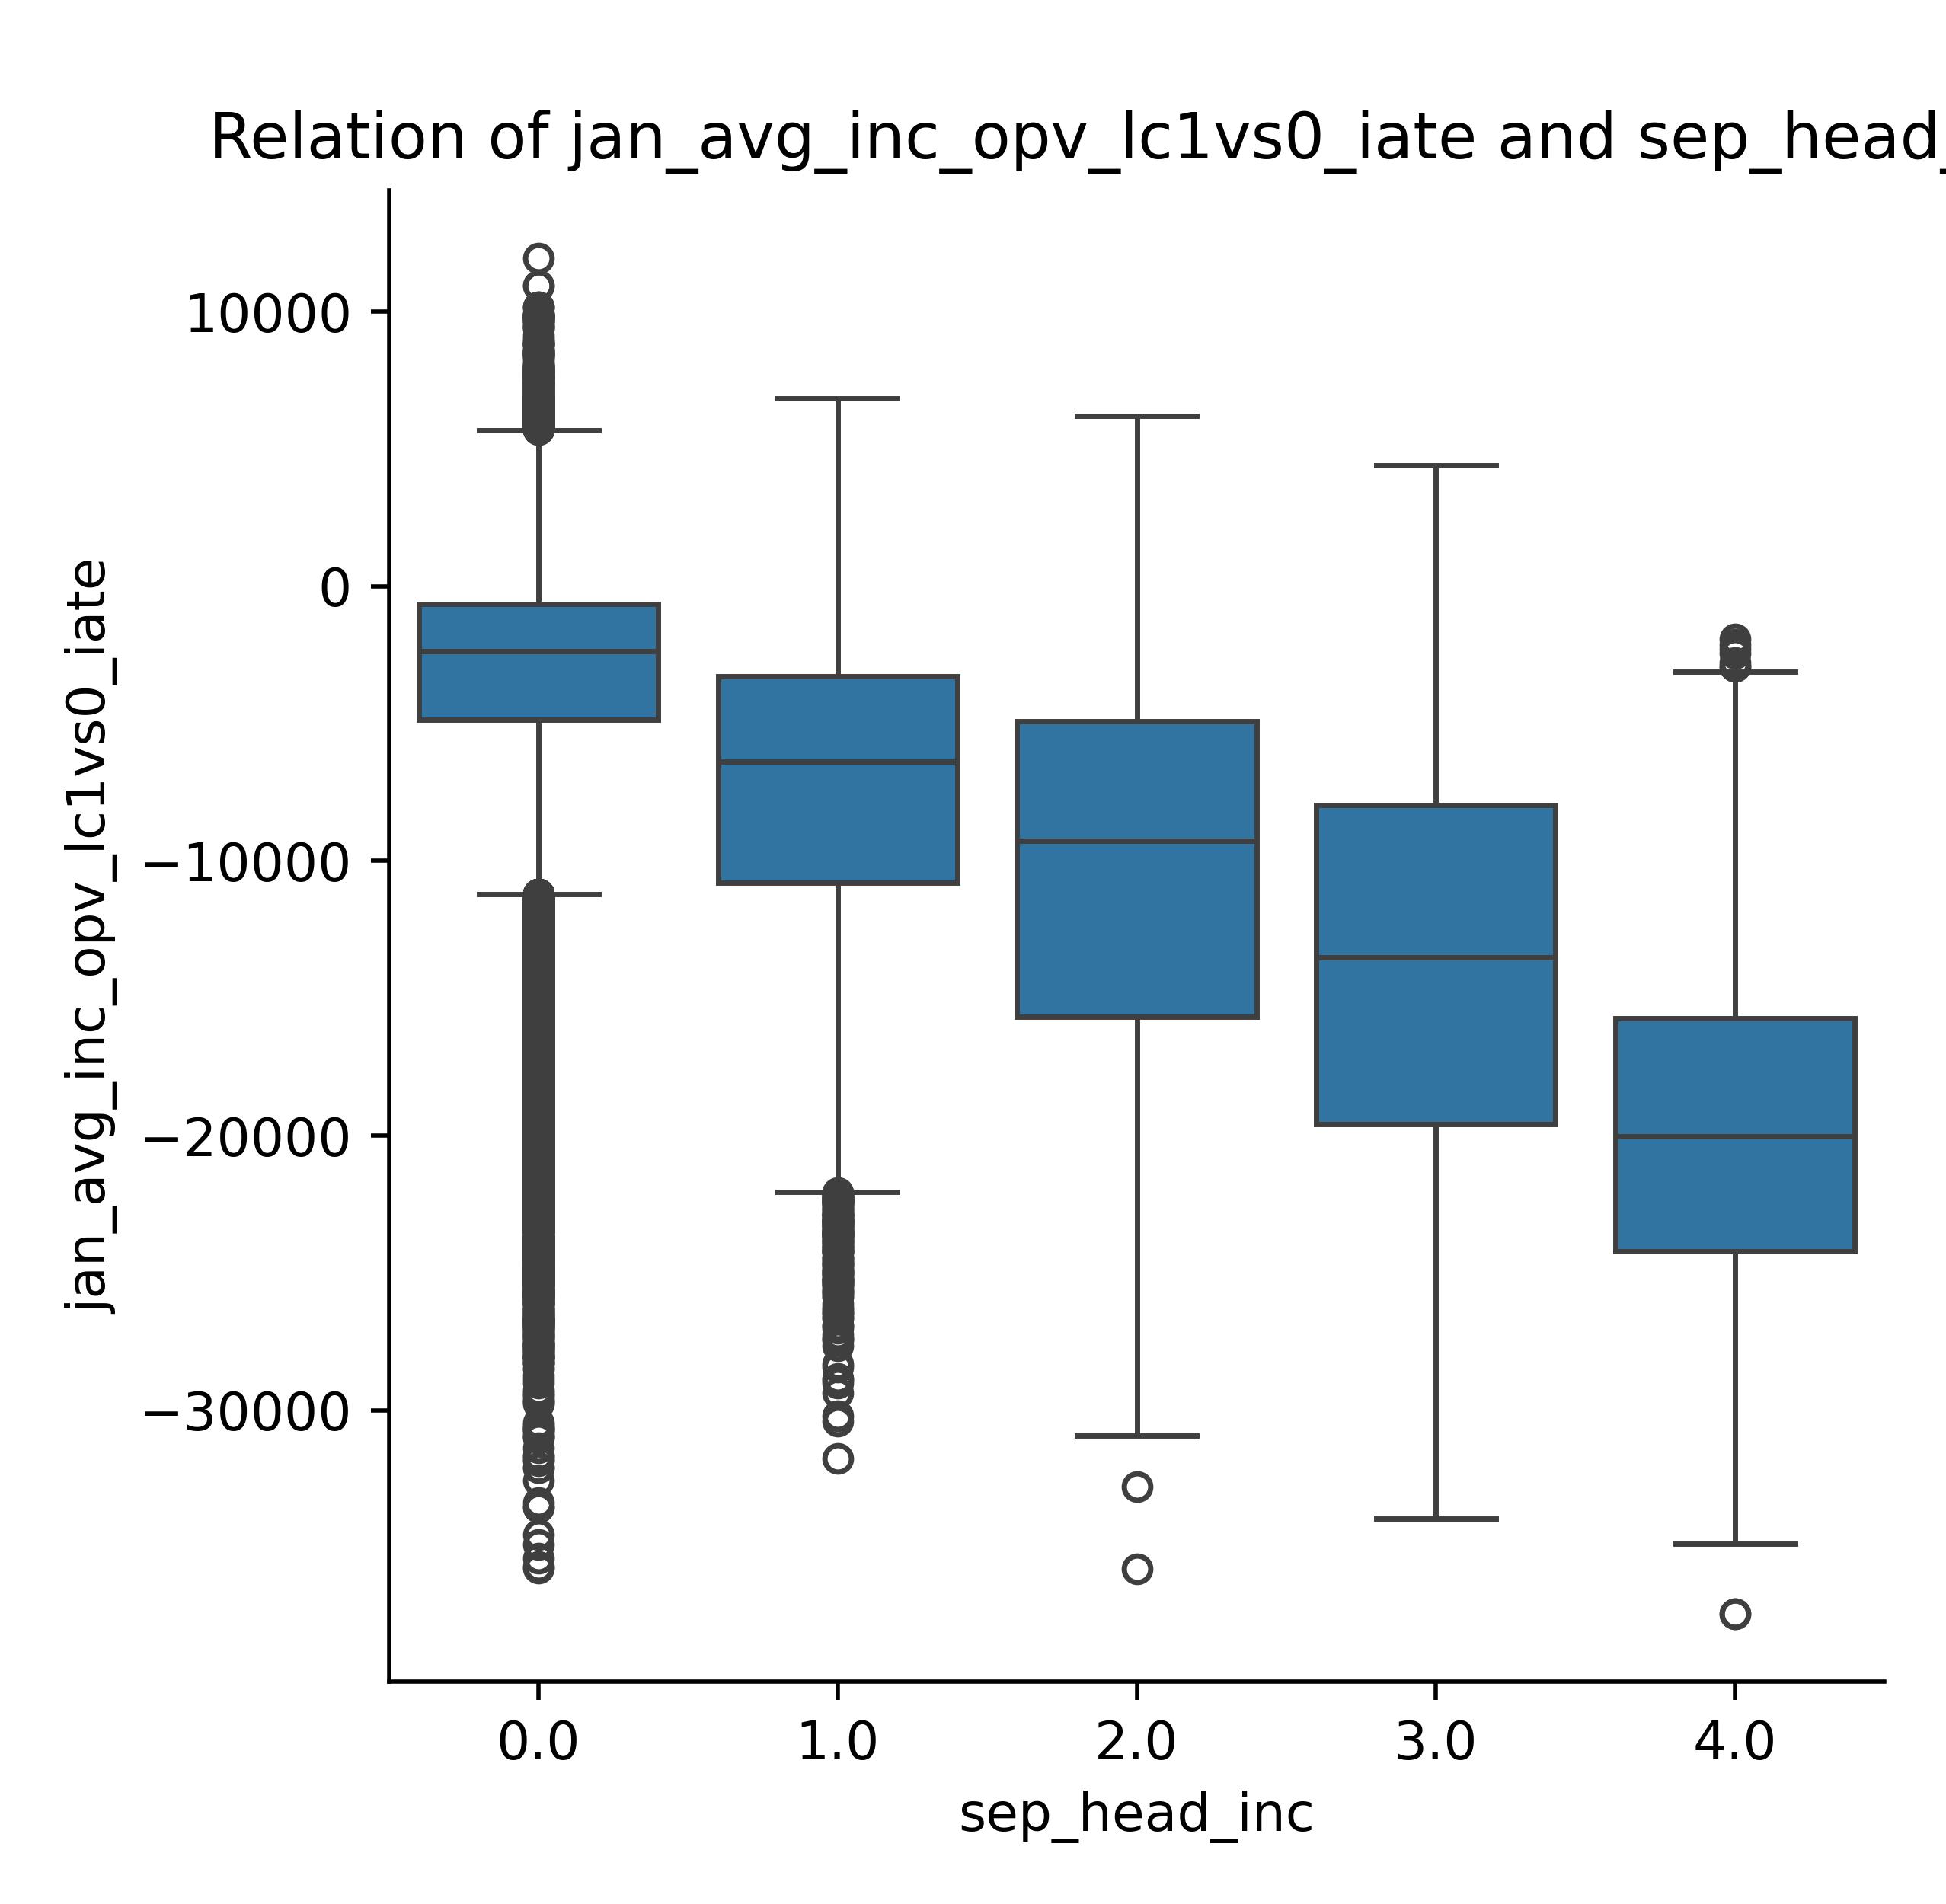 Relation of jan_avg_inc_opv_lc1vs0_iate and sep_head_
jan_avg_inc_opv_lc1vs0_iate
10000
0
−10000
−20000
−30000
0.0 1.0 2.0 3.0 4.0
sep_head_inc